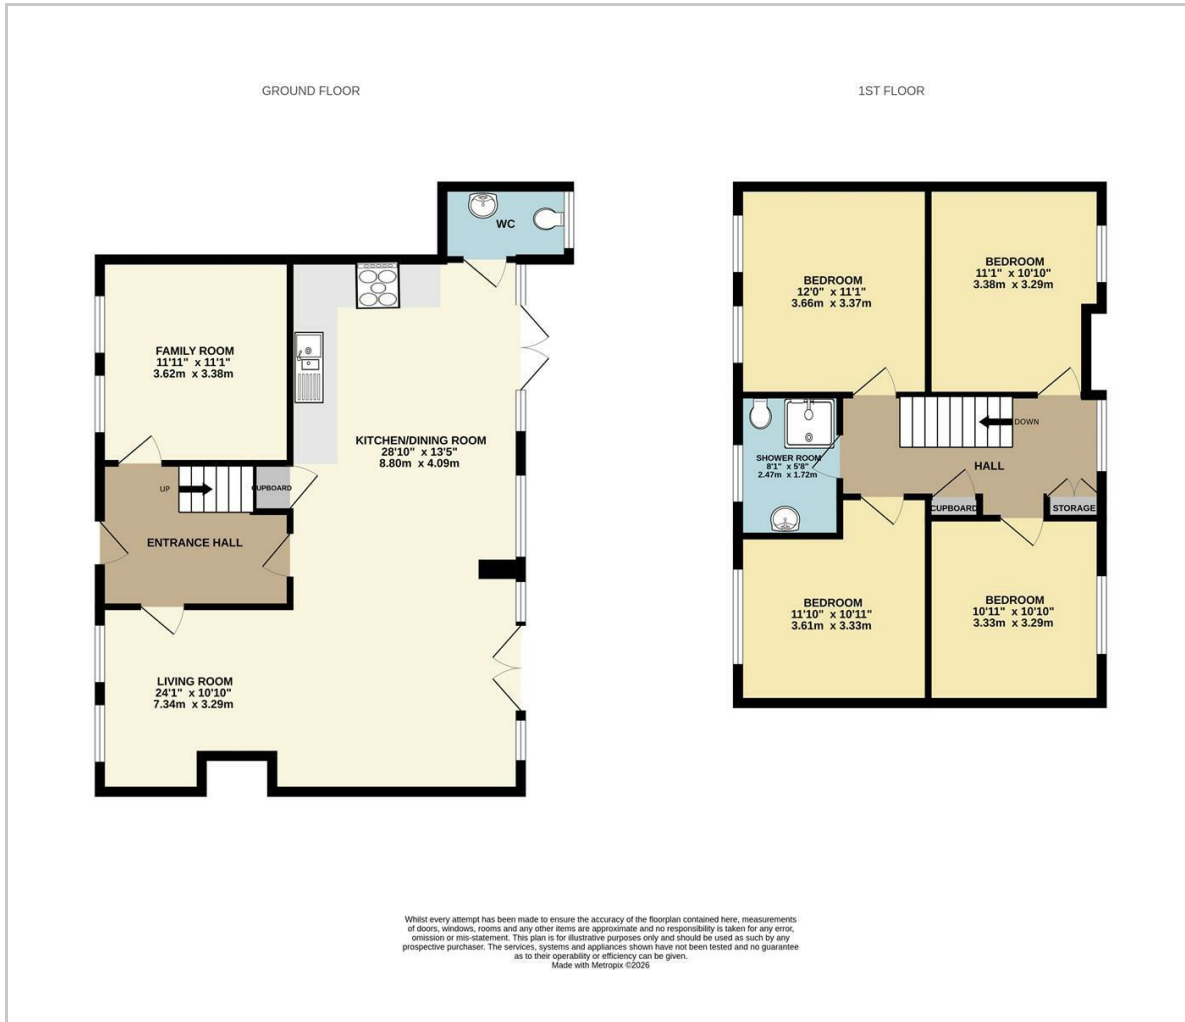 GROUND FLOOR
WC
FAMILY ROOM
11'11" x 11'1"
3.62m x 3.38m
KITCHEN/DINING ROOM
28'10" x 13'5"
8.80m x 4.09m
UP
CUPBOARD
ENTRANCE HALL
LIVING ROOM
24'1" x 10'10"
7.34m x 3.29m
1ST FLOOR
BEDROOM
12'0" x 11'1"
3.66m x 3.37m
BEDROOM
11'1" x 10'10"
3.38m x 3.29m
DOWN
SHOWER ROOM
8'1" x 5'8"
2.47m x 1.72m
HALL
CUPBOARD
STORAGE
BEDROOM
11'10" x 10'11"
3.61m x 3.33m
BEDROOM
10'11" x 10'10"
3.33m x 3.29m
Whilst every attempt has been made to ensure the accuracy of the floorplan contained here, measurements
of doors, windows, rooms and any other items are approximate and no responsibility is taken for any error,
omission or mis-statement. This plan is for illustrative purposes only and should be used as such by any
prospective purchaser. The services, systems and appliances shown have not been tested and no guarantee
as to their operability or efficiency can be given.
Made with Metropix ©2026